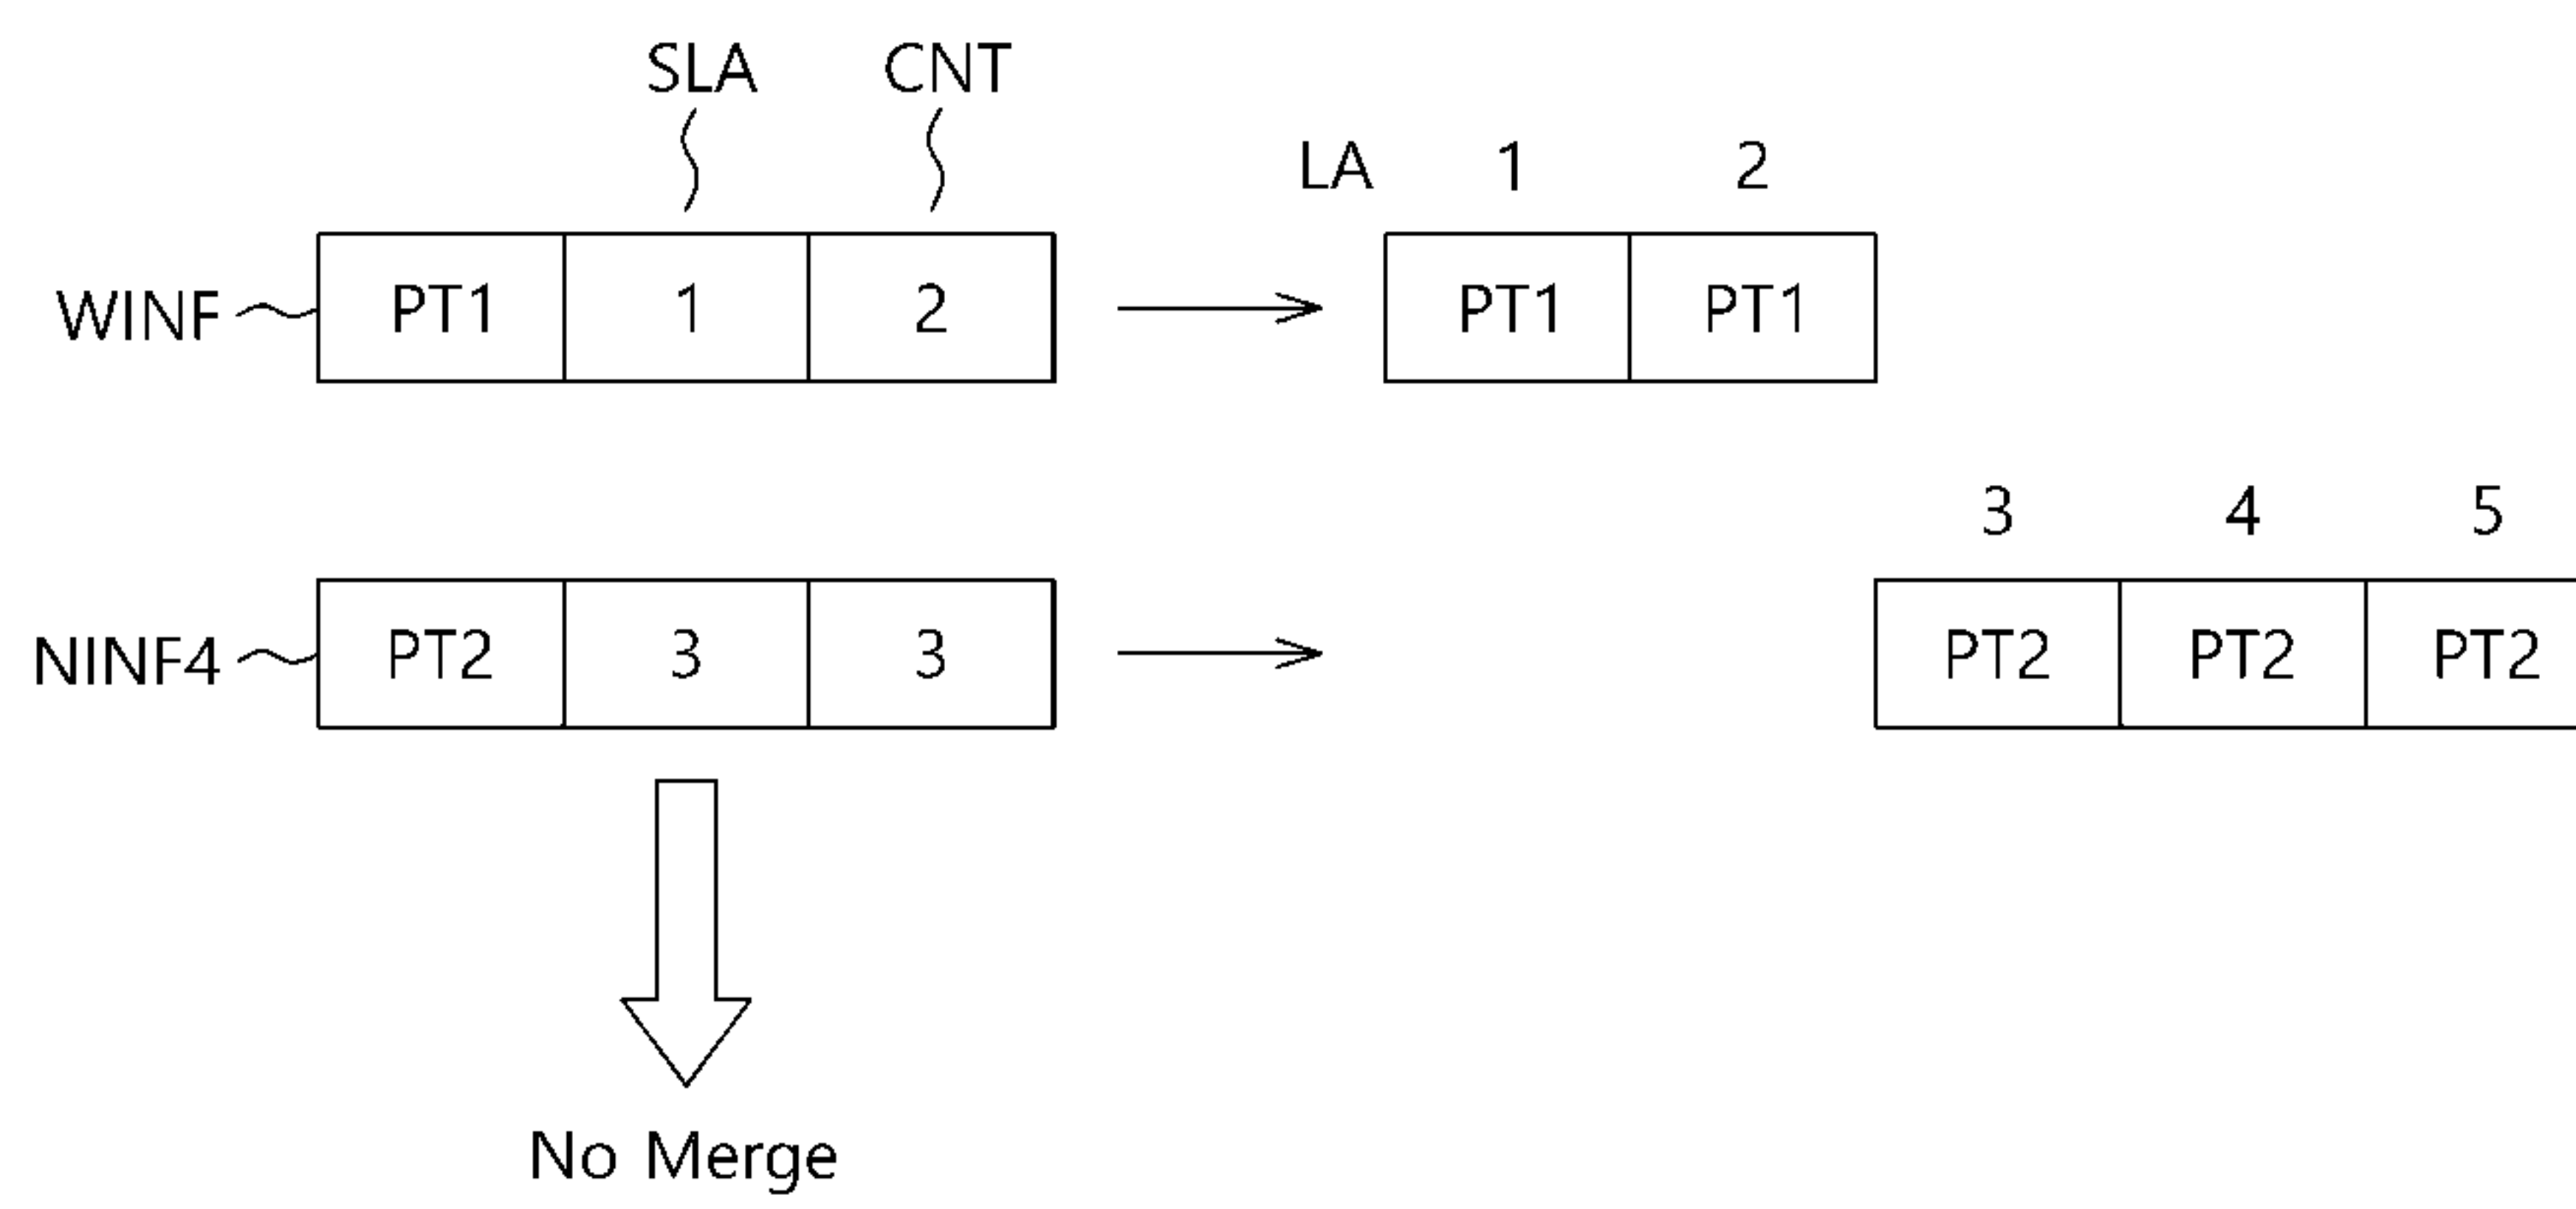 SLA CNT
LA 1 2
WINF PT1 1 2 PT1 PT1
3 4 5
NINF4 PT2 3 3 PT2 PT2 PT2
No Merge